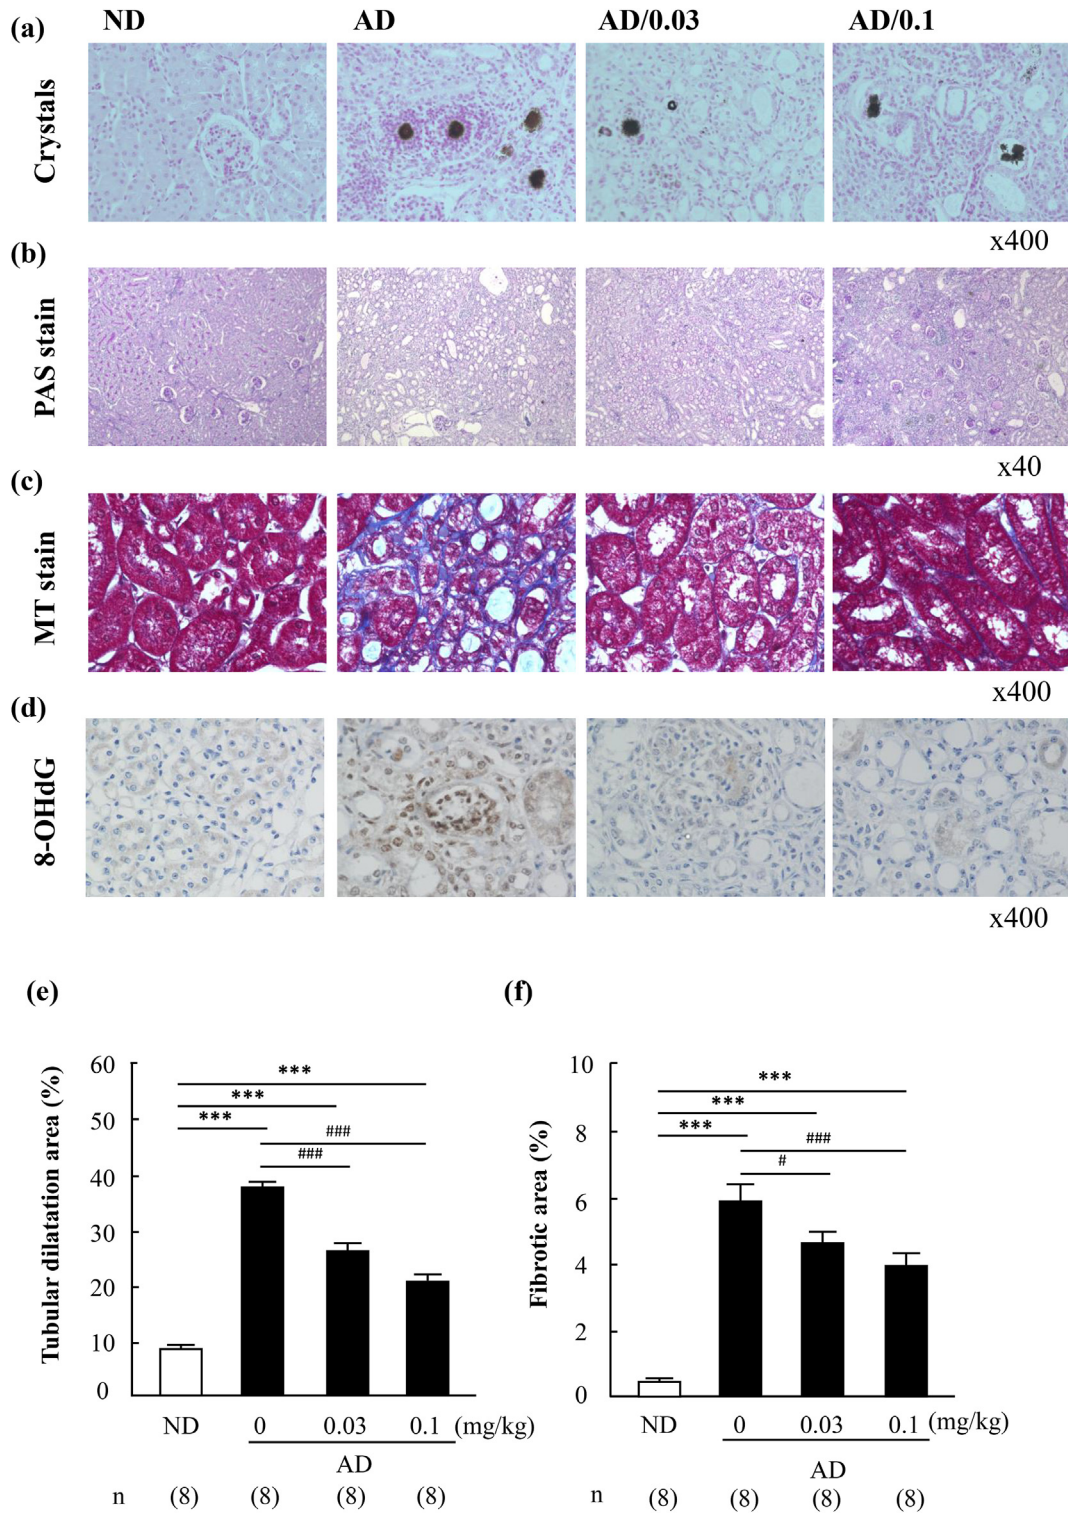 (a) ND AD AD/0.03 AD/0.1
Crystals
x400
(b)
PAS stain
x40
(c)
MT stain
x400
(d)
8-OHdG
x400
(e)
Tubular dilatation area (%)
60
50
40
30
20
10
0
***
***
***
###
###
ND 0 0.03 0.1 (mg/kg)
AD
n (8) (8) (8) (8)
(f)
Fibrotic area (%)
10
8
6
4
2
0
***
***
***
###
#
ND 0 0.03 0.1 (mg/kg)
AD
n (8) (8) (8) (8)